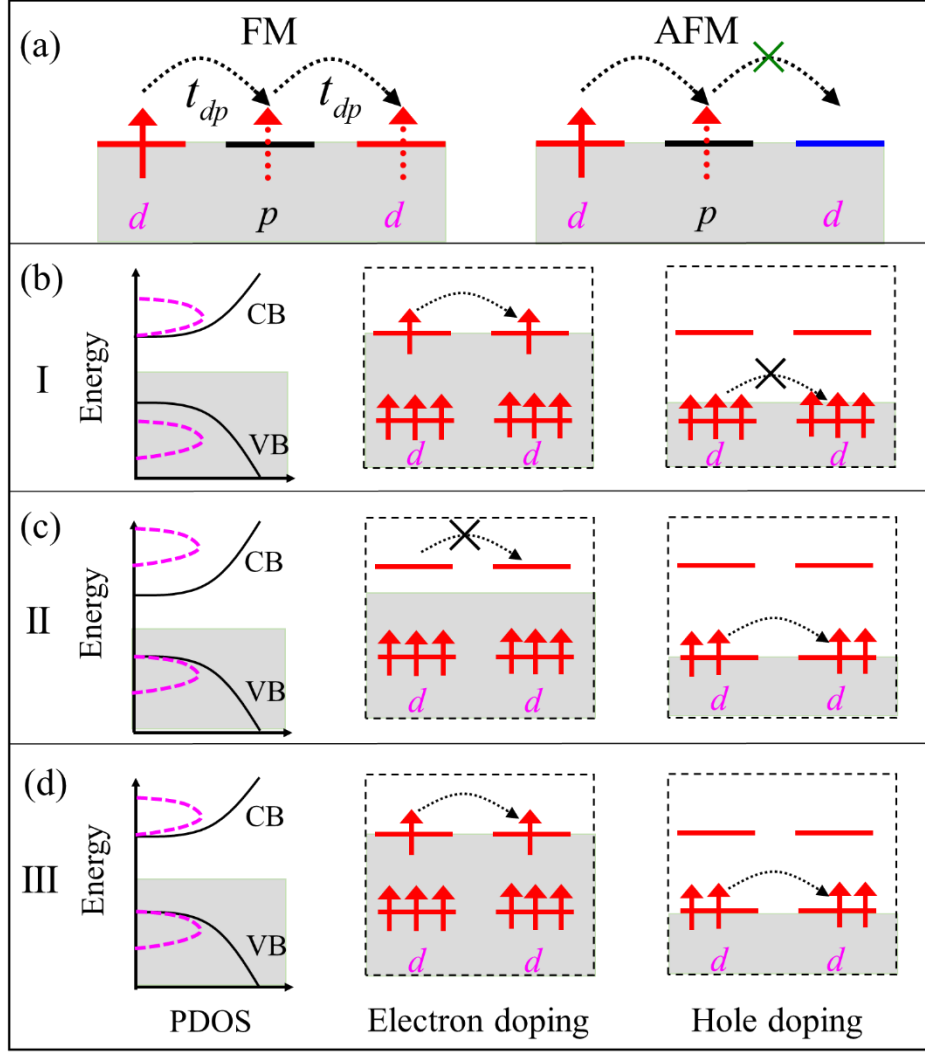 (a)
FM
AFM
t_dp
t_dp
d
p
d
d
p
d
(b)
I
Energy
CB
VB
d
d
d
d
(c)
II
Energy
CB
VB
d
d
d
d
(d)
III
Energy
CB
VB
d
d
d
d
PDOS
Electron doping
Hole doping